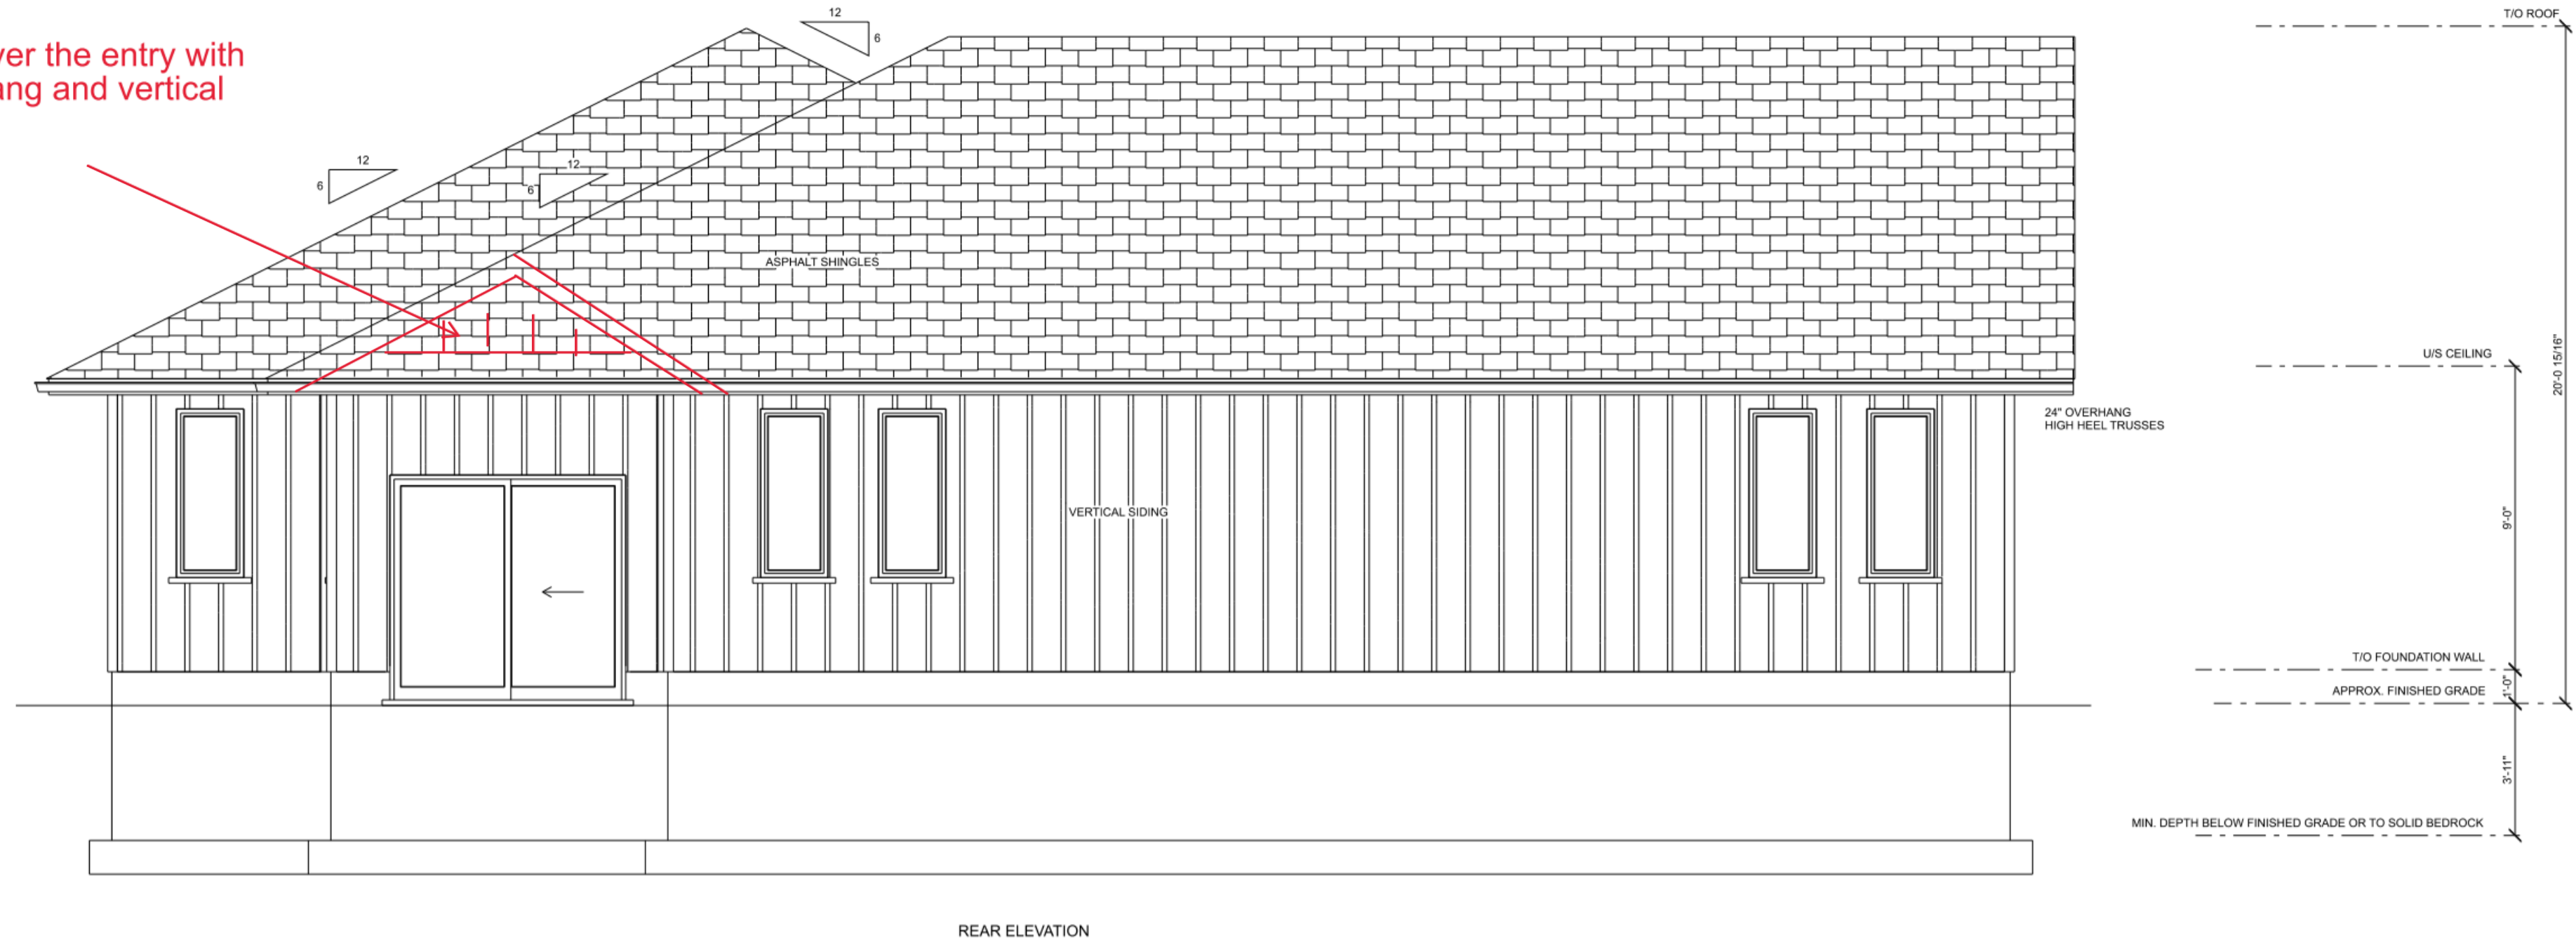 12
6
T/O ROOF
ver the entry with
ang and vertical
12
6
12
6
ASPHALT SHINGLES
U/S CEILING
20'-0 15/16"
24" OVERHANG
HIGH HEEL TRUSSES
9'-0"
VERTICAL SIDING
T/O FOUNDATION WALL
1'-0"
APPROX. FINISHED GRADE
3'-11"
MIN. DEPTH BELOW FINISHED GRADE OR TO SOLID BEDROCK
REAR ELEVATION